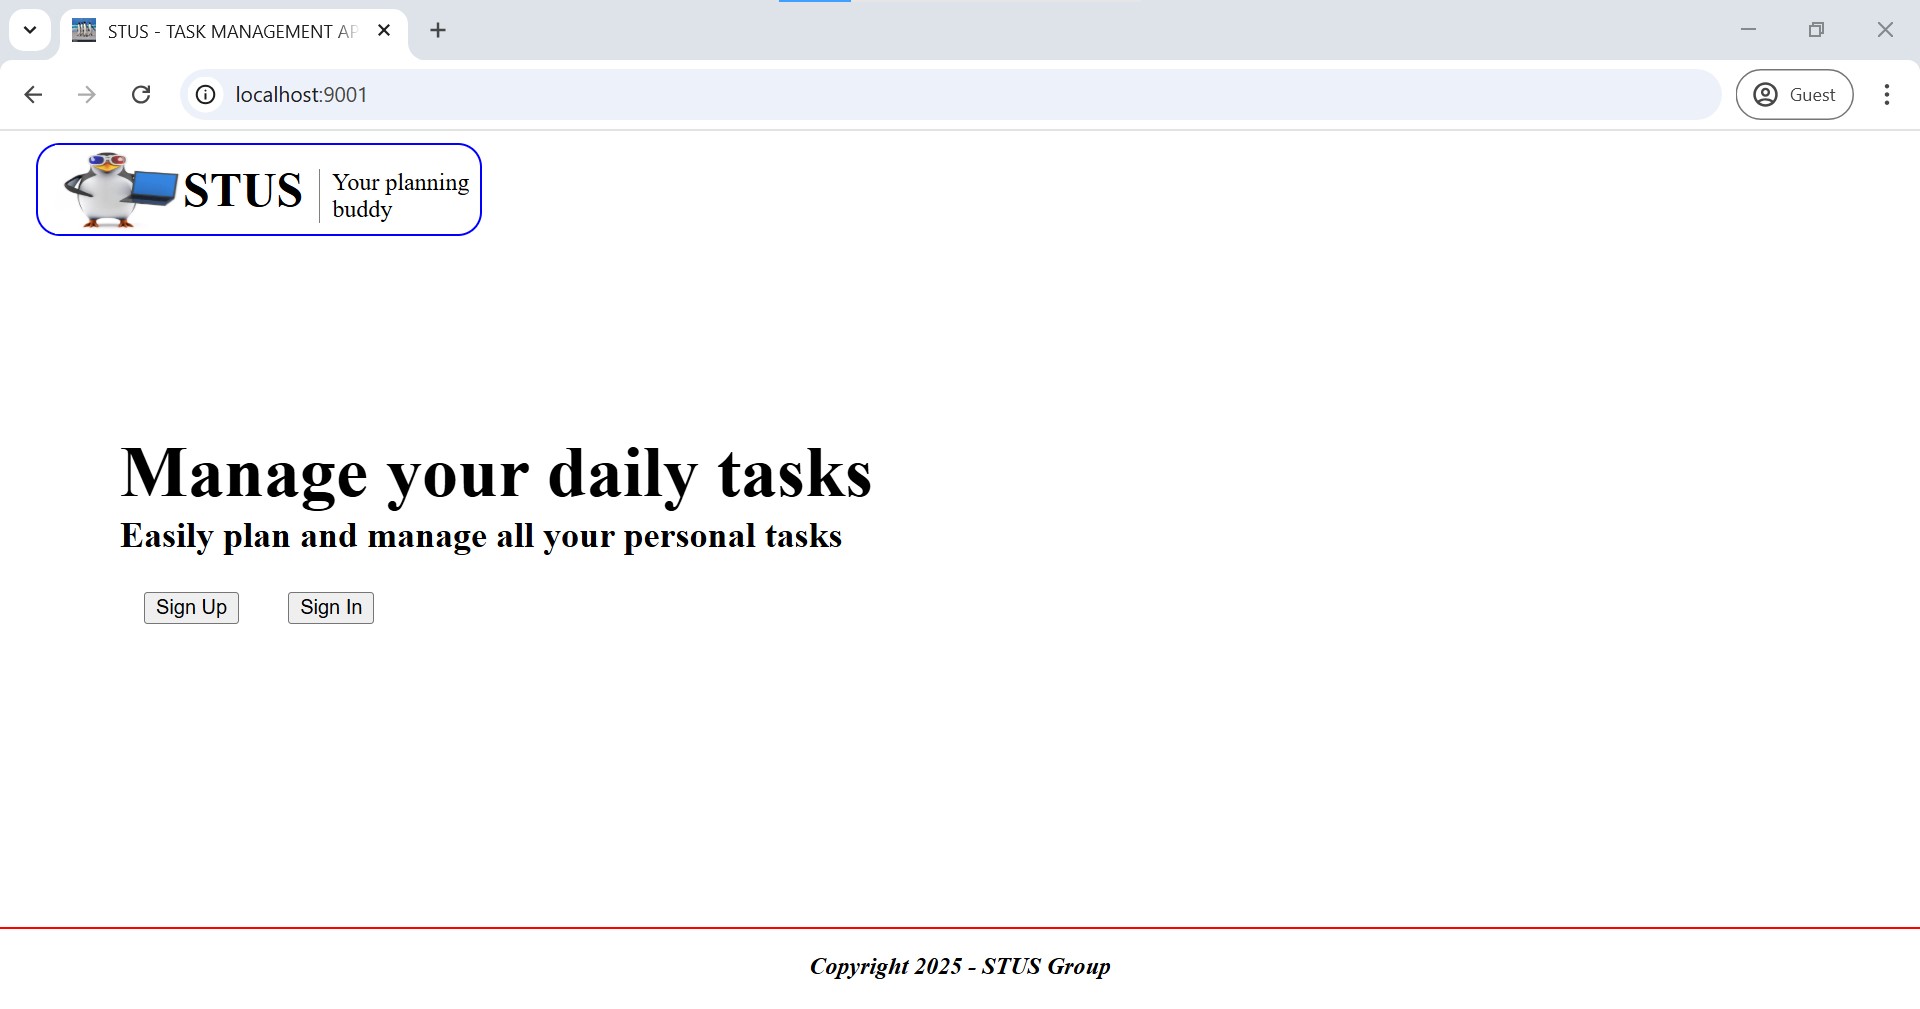 STUS - TASK MANAGEMENT AP
localhost:9001
Guest
STUS
Your planning
buddy
Manage your daily tasks
Easily plan and manage all your personal tasks
Sign Up
Sign In
Copyright 2025 - STUS Group